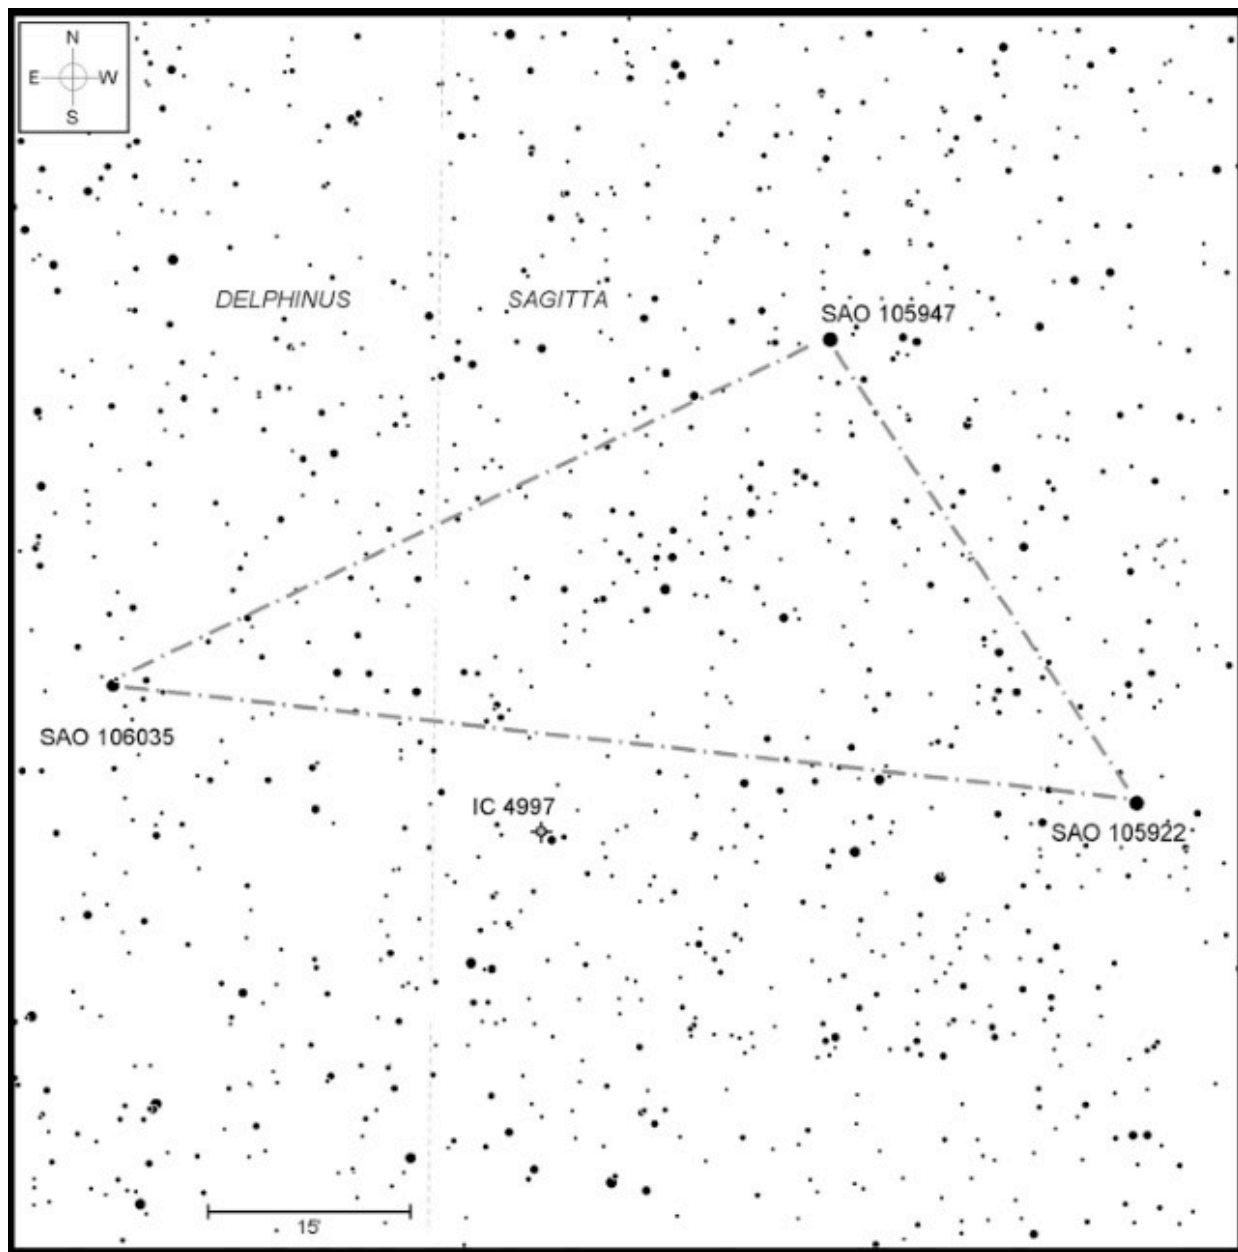 N
E W
S
DELPHINUS SAGITTA
SAO 105947
SAO 106035
IC 4997
SAO 105922
15'